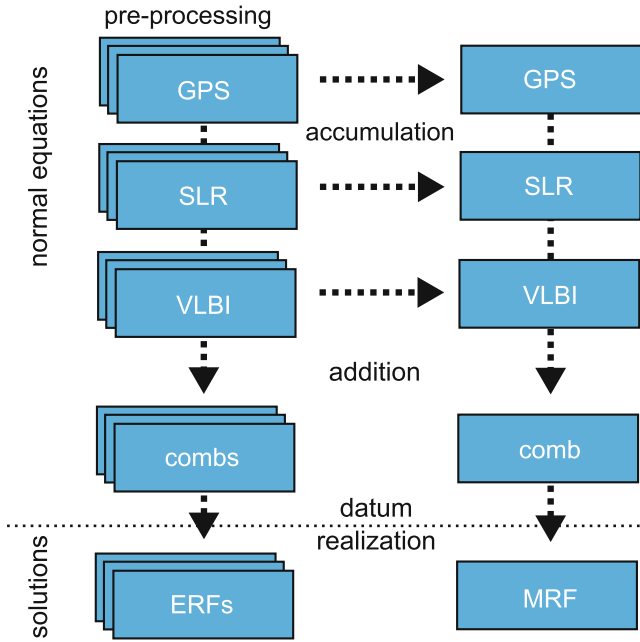 pre-processing
normal equations
GPS
GPS
accumulation
SLR
SLR
VLBI
VLBI
addition
combs
comb
datum
realization
solutions
ERFs
MRF